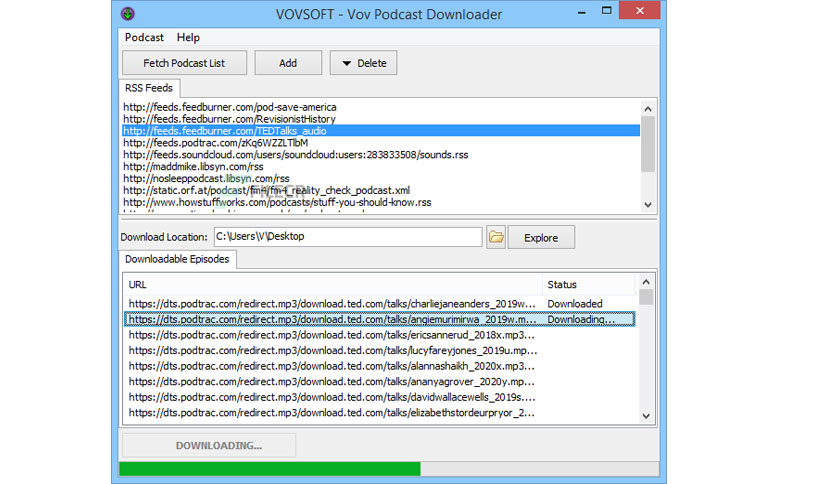 VOVSOFT - Vov Podcast Downloader
Podcast Help
Fetch Podcast List Add Delete
RSS Feeds
http://feeds.feedburner.com/pod-save-america
http://feeds.feedburner.com/RevisionistHistory
http://feeds.feedburner.com/TEDTalks_audio
http://feeds.podtrac.com/zKq6WZZLTlbM
http://feeds.soundcloud.com/users/soundcloud:users:283833508/sounds.rss
http://maddmike.libsyn.com/rss
http://nosleeppodcast.libsyn.com/rss
http://static.orf.at/podcast/fm4/fm4_reality_check_podcast.xml
FILECR
http://www.howstuffworks.com/podcasts/stuff-you-should-know.rss
Download Location: C:\Users\V\Desktop Explore
Downloadable Episodes
URL Status
https://dts.podtrac.com/redirect.mp3/download.ted.com/talks/charliejaneanders_2019w... Downloaded
https://dts.podtrac.com/redirect.mp3/download.ted.com/talks/angiemurimirwa_2019w.m... Downloading...
https://dts.podtrac.com/redirect.mp3/download.ted.com/talks/ericsannerud_2018x.mp3...
https://dts.podtrac.com/redirect.mp3/download.ted.com/talks/lucyfareyjones_2019u.mp...
https://dts.podtrac.com/redirect.mp3/download.ted.com/talks/alannashaikh_2020x.mp3...
https://dts.podtrac.com/redirect.mp3/download.ted.com/talks/ananyagrover_2020y.mp...
https://dts.podtrac.com/redirect.mp3/download.ted.com/talks/davidwallacewells_2019s....
https://dts.podtrac.com/redirect.mp3/download.ted.com/talks/elizabethstordeurpryor_2...
DOWNLOADING...